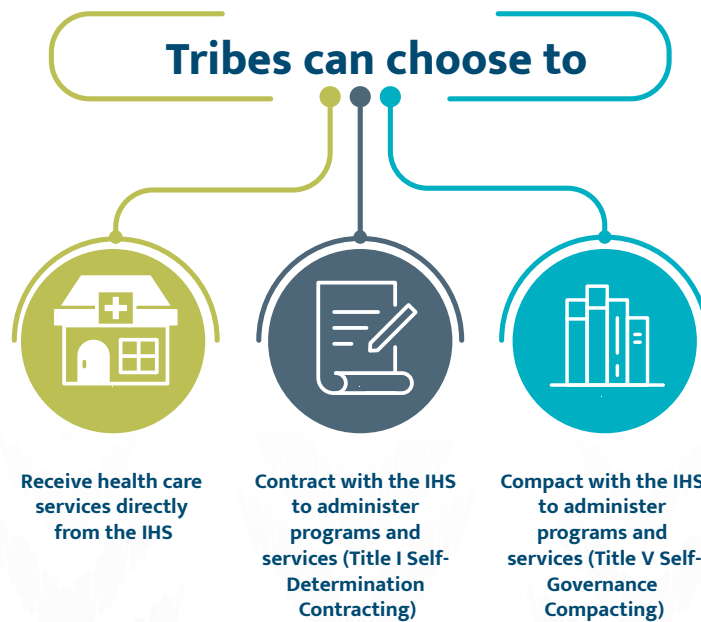 Tribes can choose to
Receive health care
services directly
from the IHS
Contract with the IHS
to administer
programs and
services (Title I Self-
Determination
Contracting)
Compact with the IHS
to administer
programs and
services (Title V Self-
Governance
Compacting)